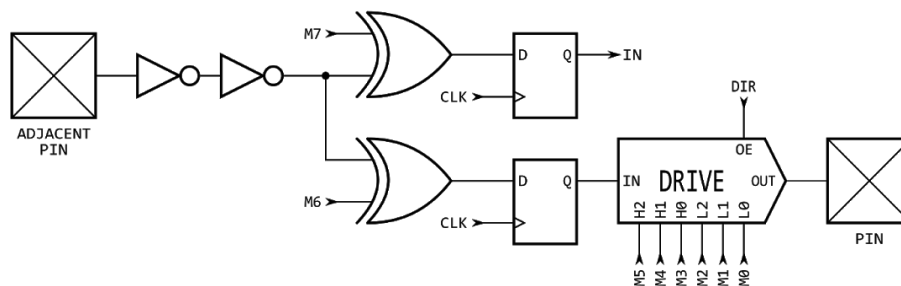 M7
D
Q
IN
CLK
ADJACENT
PIN
DIR
OE
D
Q
IN
DRIVE
OUT
M6
CLK
H2
H1
H0
L2
L1
L0
PIN
M5
M4
M3
M2
M1
M0